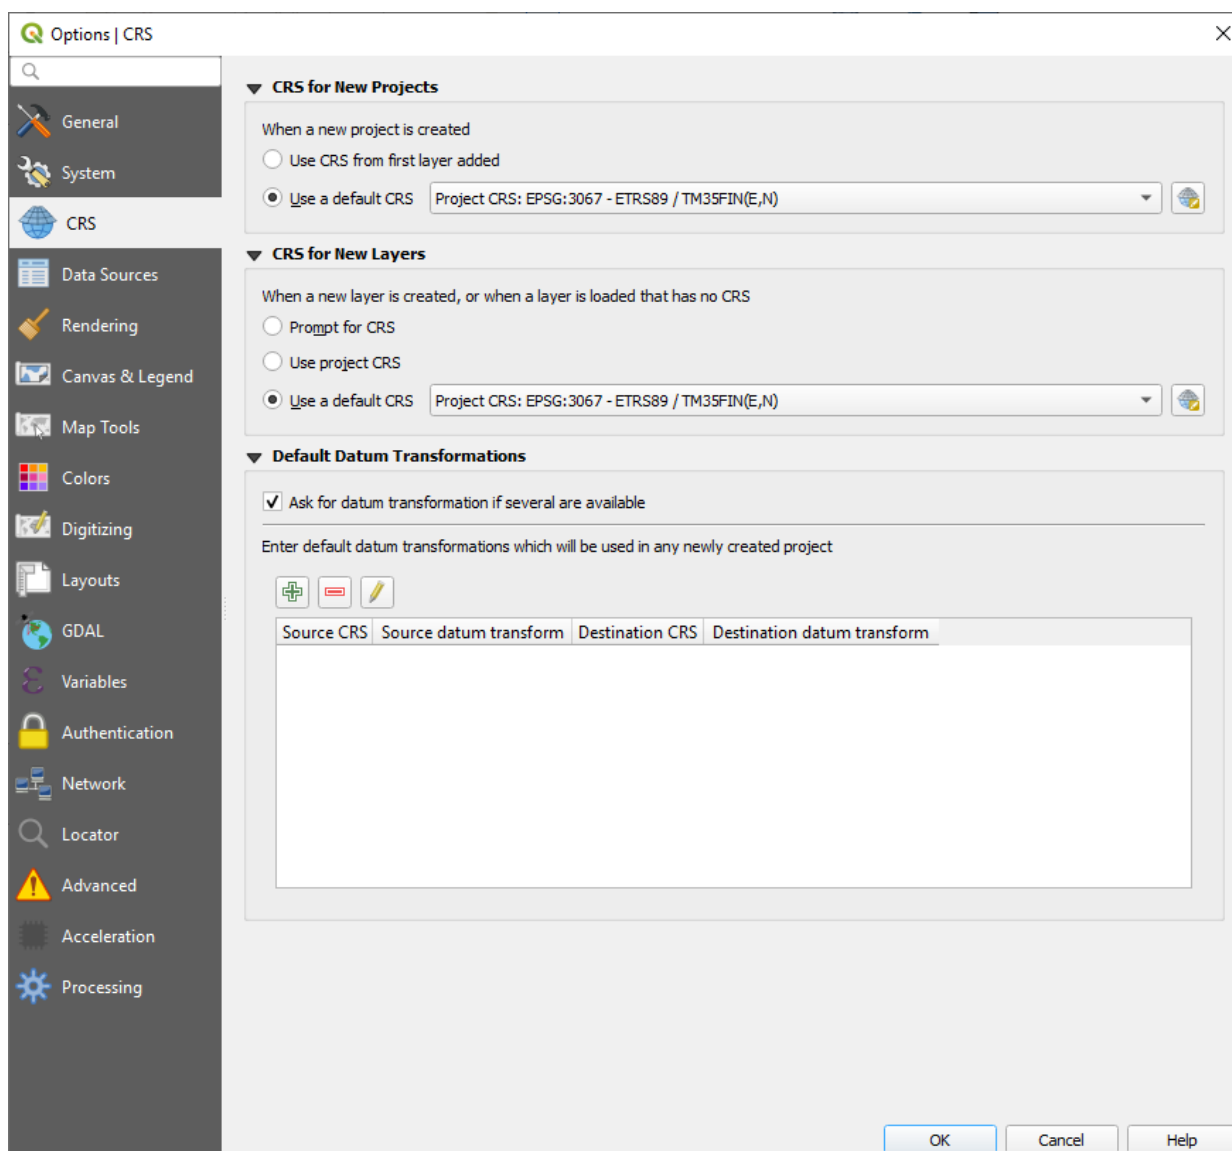 Options | CRS
General
System
CRS
Data Sources
Rendering
Canvas & Legend
Map Tools
Colors
Digitizing
Layouts
GDAL
Variables
Authentication
Network
Locator
Advanced
Acceleration
Processing
CRS for New Projects
When a new project is created
Use CRS from first layer added
Use a default CRS Project CRS: EPSG:3067 - ETRS89 / TM35FIN(E,N)
CRS for New Layers
When a new layer is created, or when a layer is loaded that has no CRS
Prompt for CRS
Use project CRS
Use a default CRS Project CRS: EPSG:3067 - ETRS89 / TM35FIN(E,N)
Default Datum Transformations
Ask for datum transformation if several are available
Enter default datum transformations which will be used in any newly created project
Source CRS Source datum transform Destination CRS Destination datum transform
OK Cancel Help